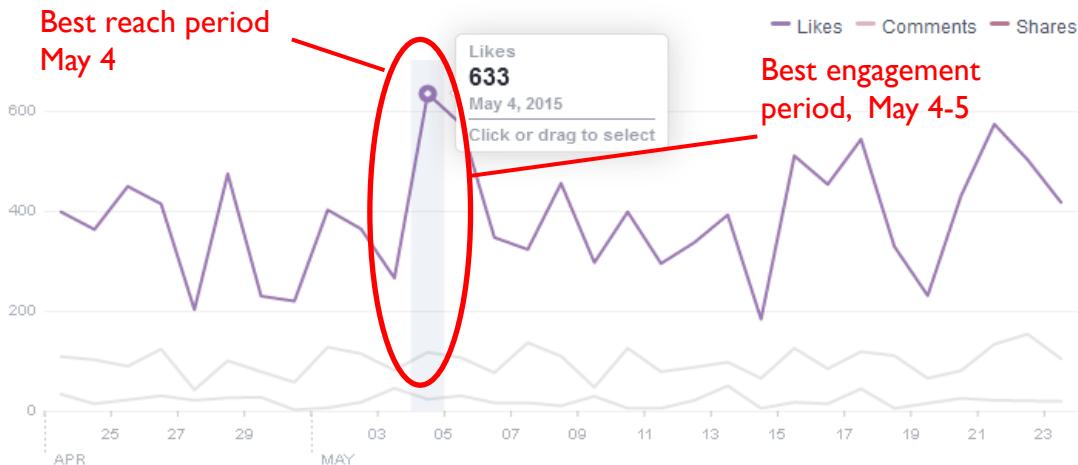 Best reach period
May 4
Likes
633
May 4, 2015
Click or drag to select
Likes Comments Shares
Best engagement
period, May 4-5
600
400
200
0
25 27 29 03 05 07 09 11 13 15 17 19 21 23
APR MAY